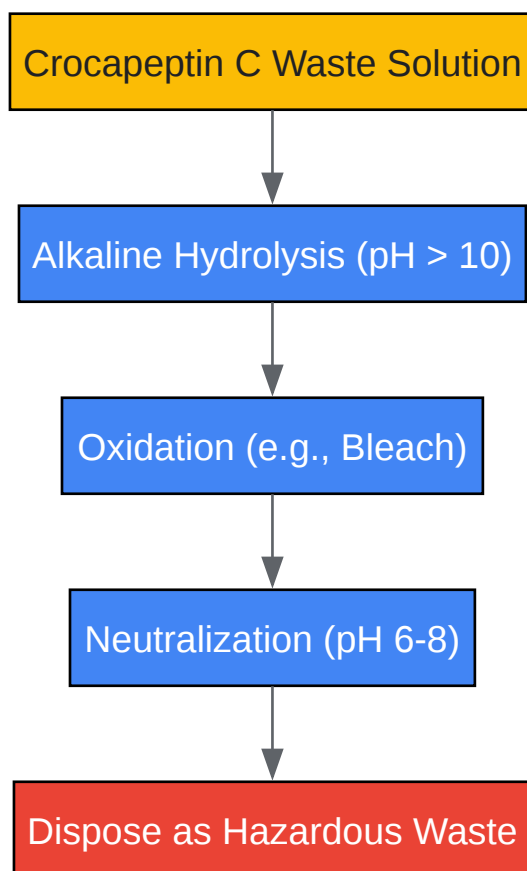 Crocapeptin C Waste Solution
Alkaline Hydrolysis (pH > 10)
Oxidation (e.g., Bleach)
Neutralization (pH 6-8)
Dispose as Hazardous Waste